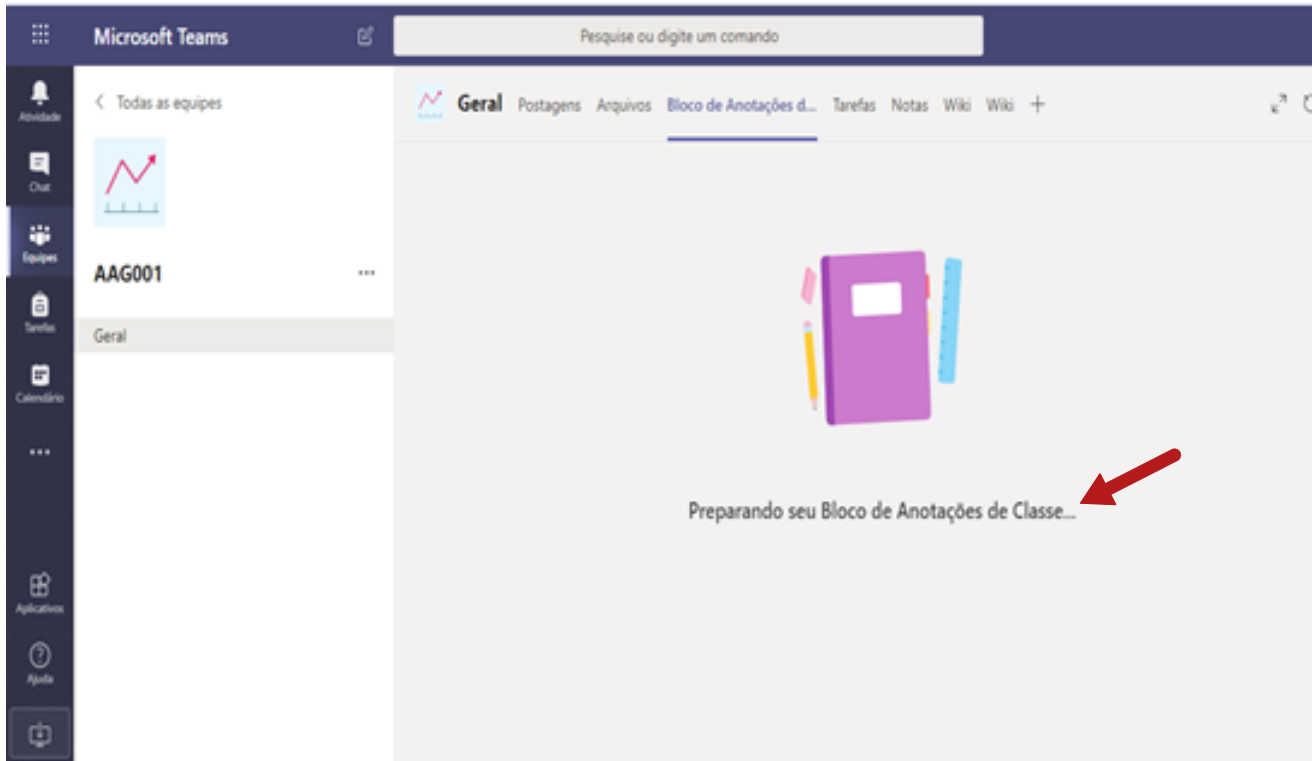 Microsoft Teams
Pesquise ou digite um comando
Atividade
Chat
Equipes
Tarefas
Calendário
Aplicativos
Ajuda
Todas as equipes
AAG001
Geral
Geral Postagens Arquivos Bloco de Anotações d... Tarefas Notas Wiki Wiki
Preparando seu Bloco de Anotações de Classe...